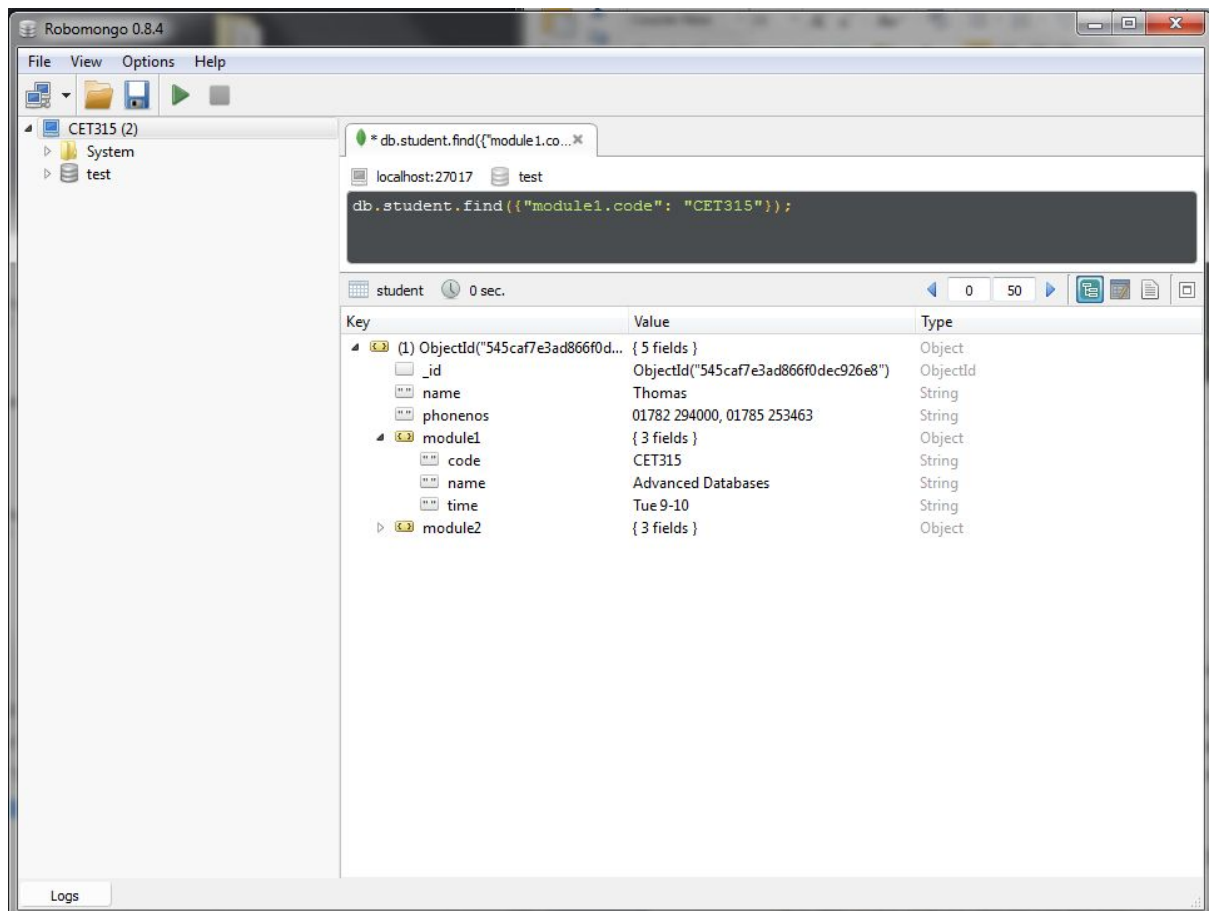 Robomongo 0.8.4
File View Options Help
CET315 (2)
System
test
* db.student.find({"module1.co...
localhost:27017 test
db.student.find({"module1.code": "CET315"});
student 0 sec. 0 50
Key Value Type
(1) ObjectId("545caf7e3ad866f0d... { 5 fields } Object
_id ObjectId("545caf7e3ad866f0dec926e8") ObjectId
name Thomas String
phonenos 01782 294000, 01785 253463 String
module1 { 3 fields } Object
code CET315 String
name Advanced Databases String
time Tue 9-10 String
module2 { 3 fields } Object
Logs